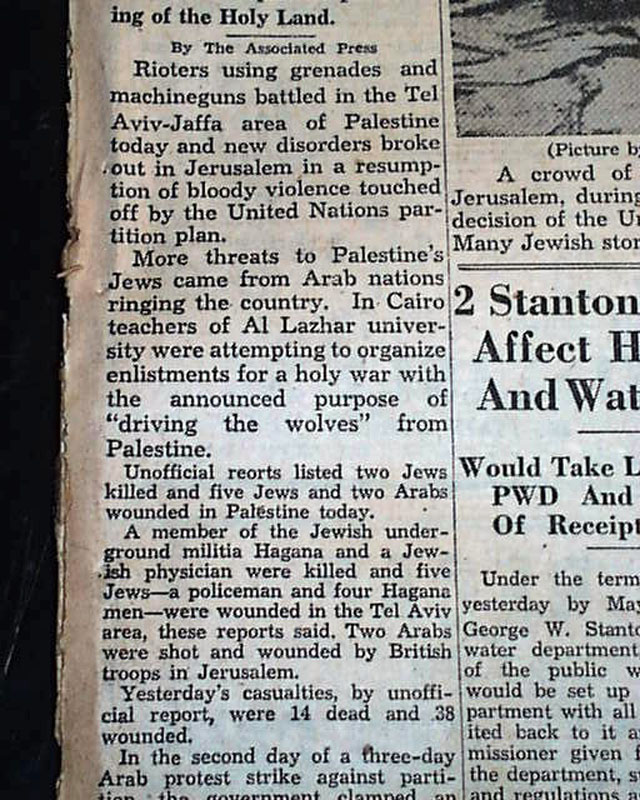 ing of the Holy Land.
By The Associated Press
Rioters using grenades and
machineguns battled in the Tel
Aviv-Jaffa area of Palestine
today and new disorders broke
out in Jerusalem in a resump-
tion of bloody violence touched
off by the United Nations par-
tition plan.
More threats to Palestine's
Jews came from Arab nations
ringing the country. In Cairo
teachers of Al Lazhar univer-
sity were attempting to organize
enlistments for a holy war with
the announced purpose of
"driving the wolves" from
Palestine.
Unofficial reorts listed two Jews
killed and five Jews and two Arabs
wounded in Palestine today.
A member of the Jewish under-
ground militia Hagana and a Jew-
ish physician were killed and five
Jews—a policeman and four Hagana
men—were wounded in the Tel Aviv
area, these reports said. Two Arabs
were shot and wounded by British
troops in Jerusalem.
Yesterday's casualties, by unoffi-
cial report, were 14 dead and 38
wounded.
In the second day of a three-day
Arab protest strike against parti-
tion the government clamped an
(Picture b
A crowd of
Jerusalem, during
decision of the U
Many Jewish stor
2 Stanton
Affect H
And Wat
Would Take L
PWD And
Of Receipt
Under the term
yesterday by May
George W. Stanto
water department
of the public w
would be set up
partment with all
ited back to it a
missioner given f
the department, s
and regulations a